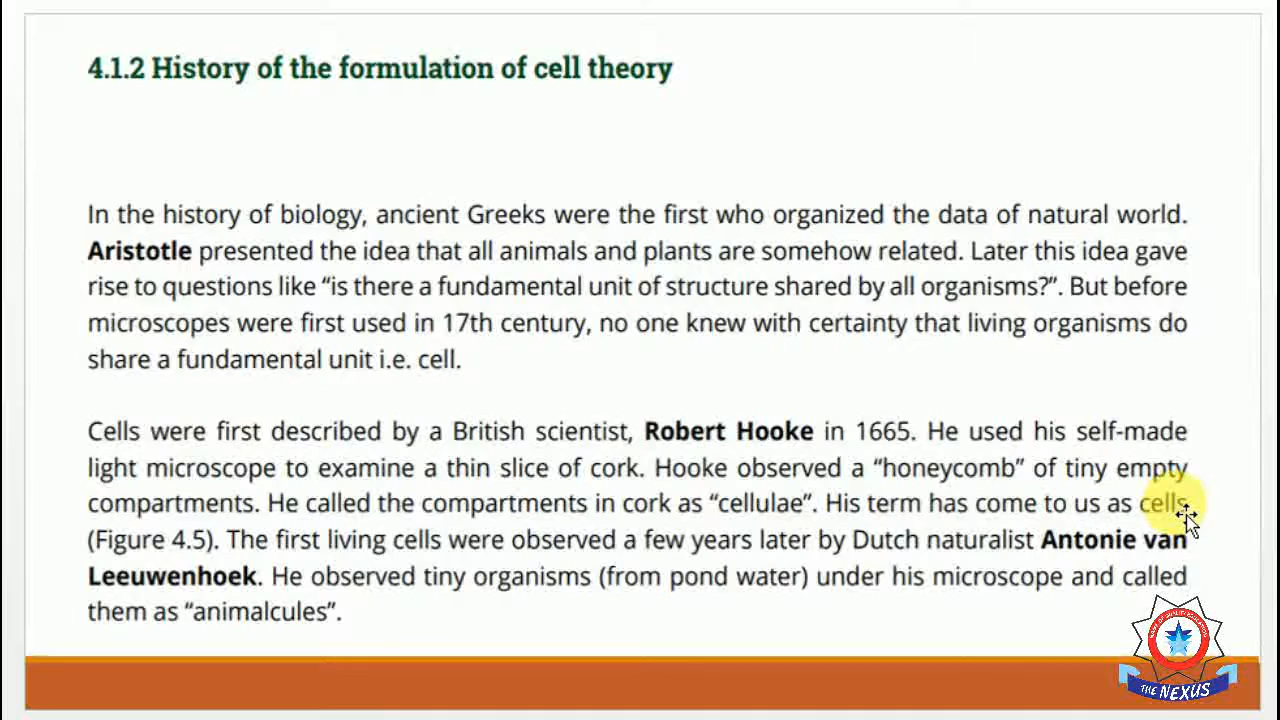 4.1.2 History of the formulation of cell theory
In the history of biology, ancient Greeks were the first who organized the data of natural world.
Aristotle presented the idea that all animals and plants are somehow related. Later this idea gave
rise to questions like “is there a fundamental unit of structure shared by all organisms?”. But before
microscopes were first used in 17th century, no one knew with certainty that living organisms do
share a fundamental unit i.e. cell.
Cells were first described by a British scientist, Robert Hooke in 1665. He used his self-made
light microscope to examine a thin slice of cork. Hooke observed a “honeycomb” of tiny empty
compartments. He called the compartments in cork as “cellulae”. His term has come to us as cells
(Figure 4.5). The first living cells were observed a few years later by Dutch naturalist Antonie van
Leeuwenhoek. He observed tiny organisms (from pond water) under his microscope and called
them as “animalcules”.
THE NEXUS